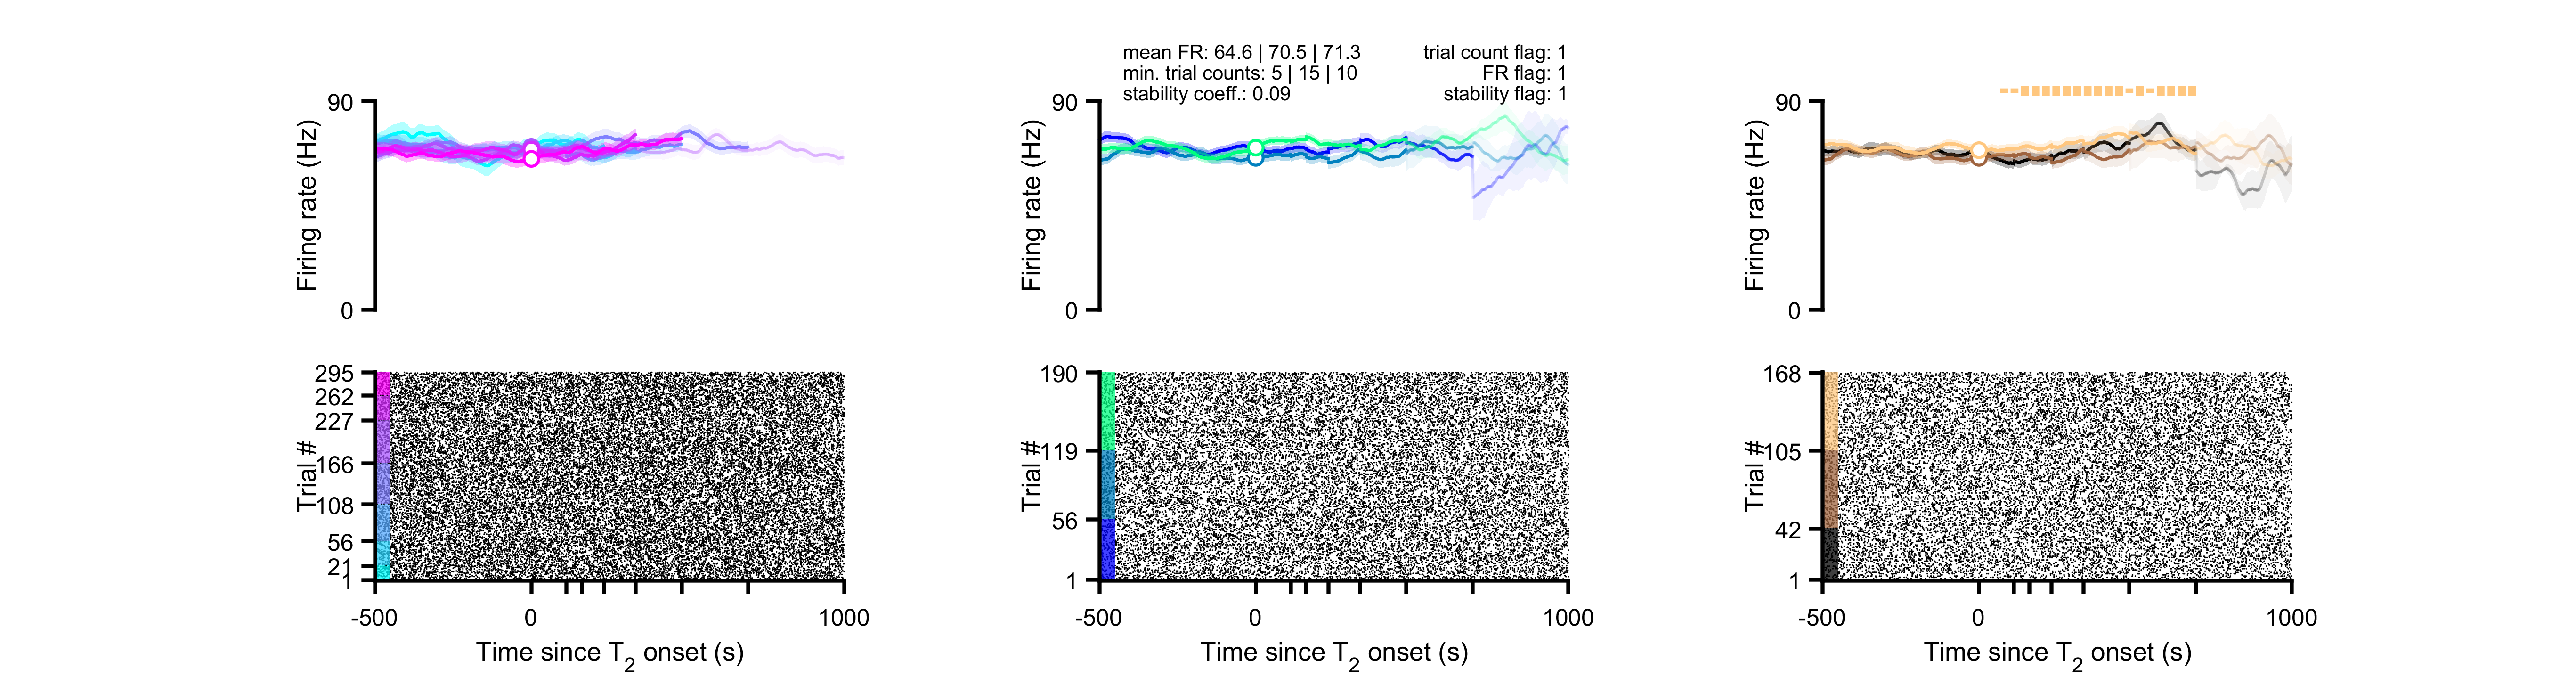 mean FR: 64.6 | 70.5 | 71.3
min. trial counts: 5 | 15 | 10
stability coeff.: 0.09
trial count flag: 1
FR flag: 1
stability flag: 1
90
Firing rate (Hz)
0
90
Firing rate (Hz)
0
90
Firing rate (Hz)
0
295
262
227
166
108
56
21
1
Trial #
-500
0
1000
Time since T2 onset (s)
190
119
56
1
Trial #
-500
0
1000
Time since T2 onset (s)
168
105
42
1
Trial #
-500
0
1000
Time since T2 onset (s)